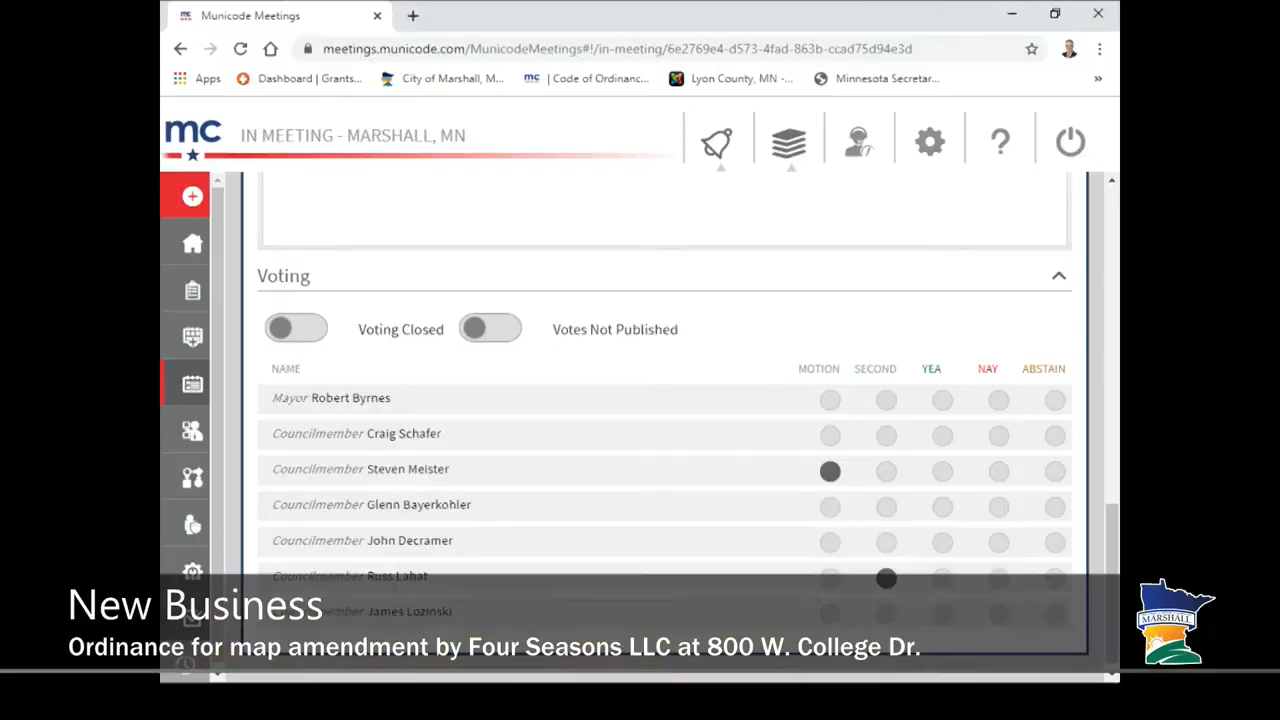 mc Municode Meetings
meetings.municode.com/MunicodeMeetings#!/in-meeting/6e2769e4-d573-4fad-863b-ccad75d94e3d
Apps Dashboard | Grants... City of Marshall, M... mc | Code of Ordinanc... Lyon County, MN -... Minnesota Secretar... »
mc IN MEETING - MARSHALL, MN
Voting
Voting Closed Votes Not Published
NAME MOTION SECOND YEA NAY ABSTAIN
Mayor Robert Byrnes
Councilmember Craig Schafer
Councilmember Steven Meister
Councilmember Glenn Bayerkohler
Councilmember John Decramer
Councilmember Russ Labat
Councilmember James Lozinski
New Business
Ordinance for map amendment by Four Seasons LLC at 800 W. College Dr.
MARSHALL